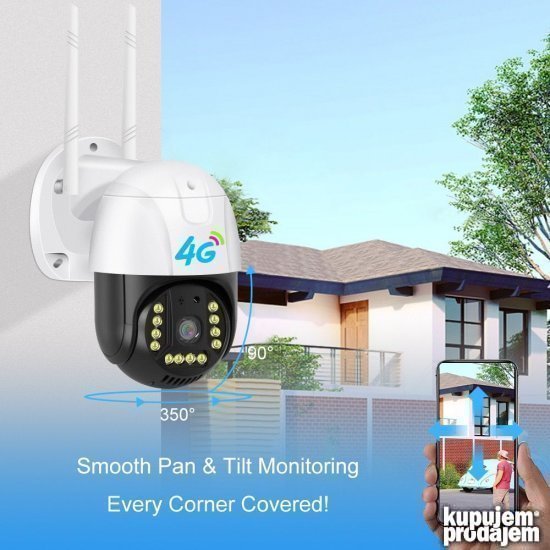 4G
90°
350°
Smooth Pan & Tilt Monitoring
Every Corner Covered!
kupujem
prodajem